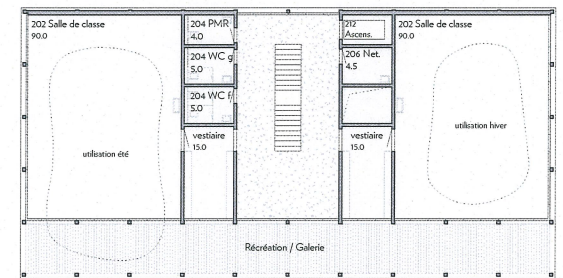 202 Salle de classe
90.0
204 PMR
4.0
204 WC g
5.0
204 WC f
5.0
vestiaire
15.0
utilisation été
212
Ascens.
206 Net.
4.5
vestiaire
15.0
202 Salle de classe
90.0
utilisation hiver
Récréation / Galerie